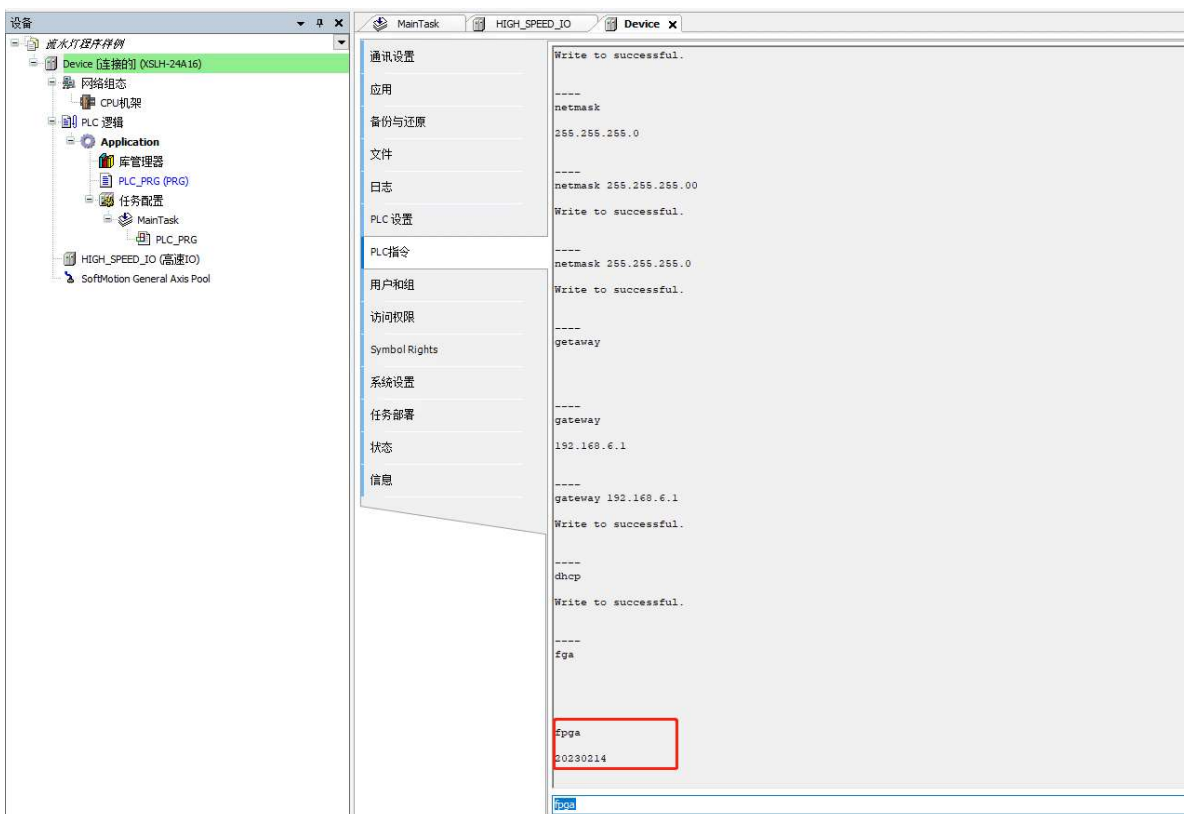 设备
流水灯程序样例
Device [连接的] (XSLH-24A16)
网络组态
CPU机架
PLC 逻辑
Application
库管理器
PLC_PRG (PRG)
任务配置
MainTask
PLC_PRG
HIGH_SPEED_IO (高速IO)
SoftMotion General Axis Pool
MainTask
HIGH_SPEED_IO
Device
通讯设置
应用
备份与还原
文件
日志
PLC 设置
PLC指令
用户和组
访问权限
Symbol Rights
系统设置
任务部署
状态
信息
Write to successful.
----
netmask
255.255.255.0
----
netmask 255.255.255.00
Write to successful.
----
netmask 255.255.255.0
Write to successful.
----
getaway
----
gateway
192.168.6.1
----
gateway 192.168.6.1
Write to successful.
----
dhcp
Write to successful.
----
fga
fpga
20230214
fpga